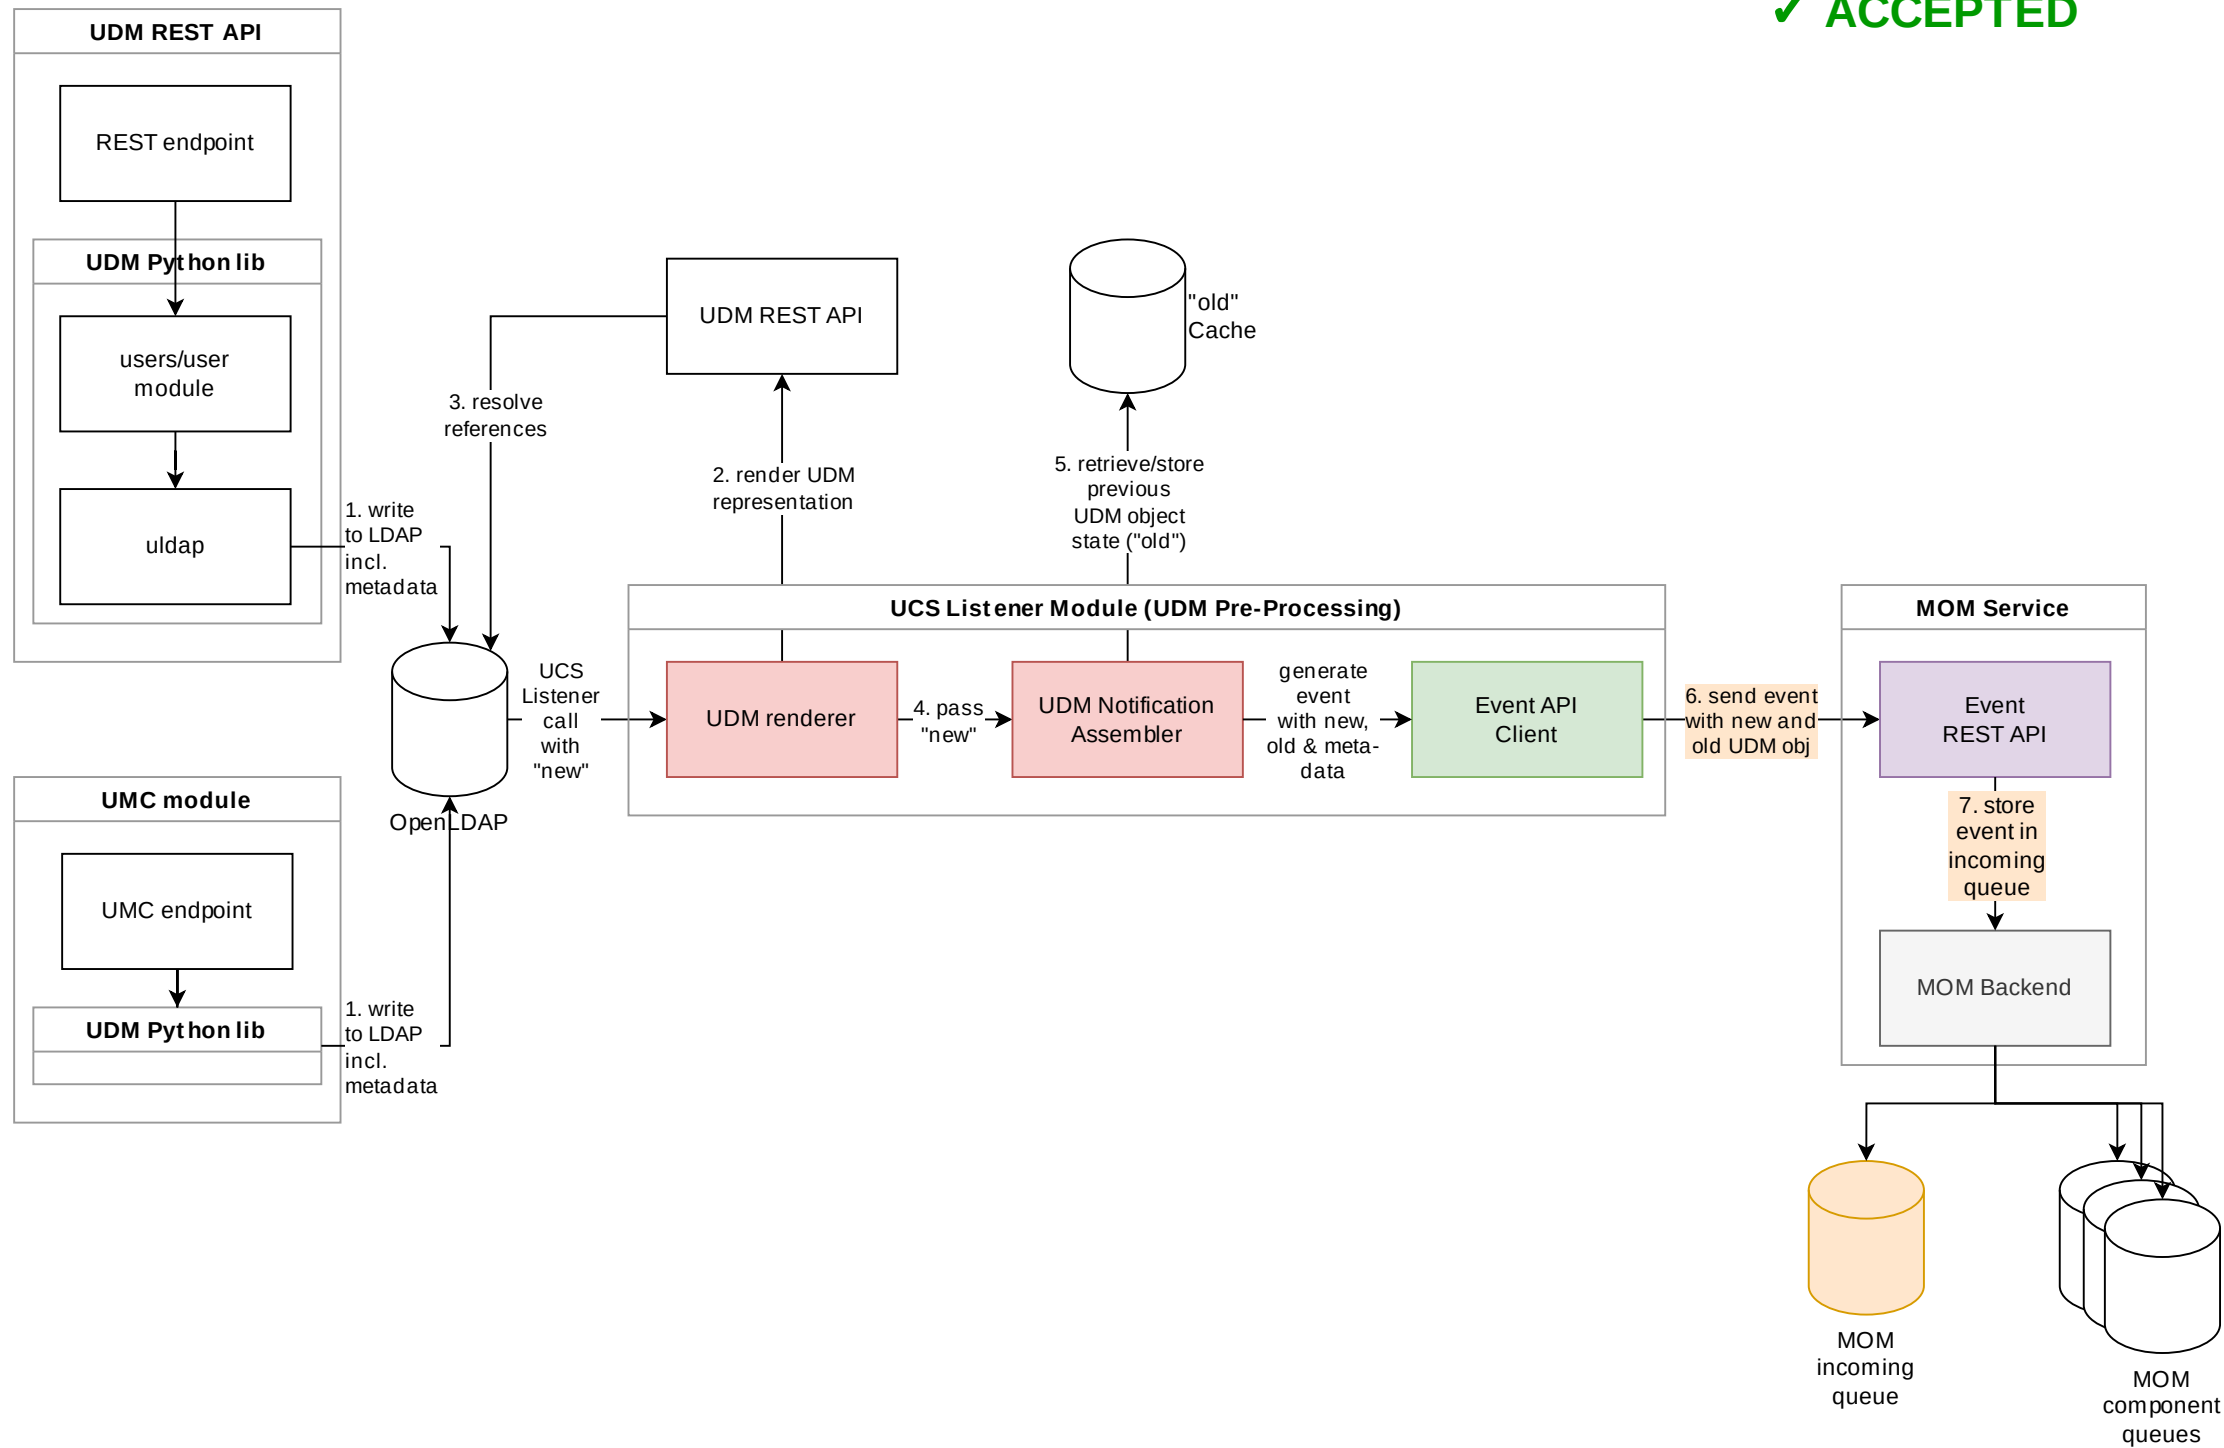 ✓ ACCEPTED
UDM REST API
REST endpoint
UDM Python lib
users/user
module
uldap
1. write
to LDAP
incl.
metadata
UDM REST API
"old"
Cache
3. resolve
references
2. render UDM
representation
5. retrieve/store
previous
UDM object
state ("old")
OpenLDAP
UCS
Listener
call
with
"new"
UCS Listener Module (UDM Pre-Processing)
UDM renderer
4. pass
"new"
UDM Notification
Assembler
generate
event
with new,
old & meta-
data
Event API
Client
6. send event
with new and
old UDM obj
MOM Service
Event
REST API
7. store
event in
incoming
queue
MOM Backend
UMC module
UMC endpoint
UDM Python lib
1. write
to LDAP
incl.
metadata
MOM
incoming
queue
MOM
component
queues